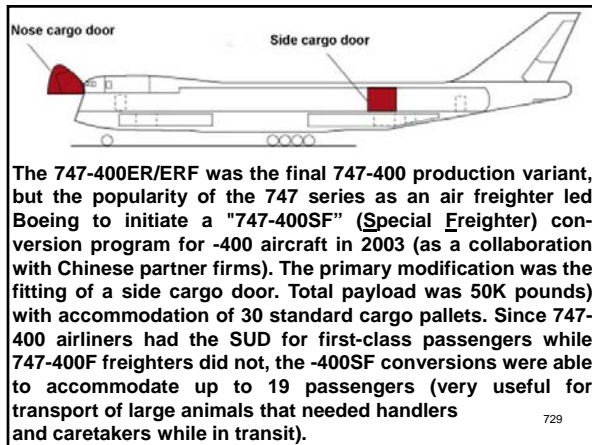 Nose cargo door
Side cargo door
The 747-400ER/ERF was the final 747-400 production variant,
but the popularity of the 747 series as an air freighter led
Boeing to initiate a "747-400SF” (Special Freighter) con-
version program for -400 aircraft in 2003 (as a collaboration
with Chinese partner firms). The primary modification was the
fitting of a side cargo door. Total payload was 50K pounds)
with accommodation of 30 standard cargo pallets. Since 747-
400 airliners had the SUD for first-class passengers while
747-400F freighters did not, the -400SF conversions were able
to accommodate up to 19 passengers (very useful for
transport of large animals that needed handlers
and caretakers while in transit).
729